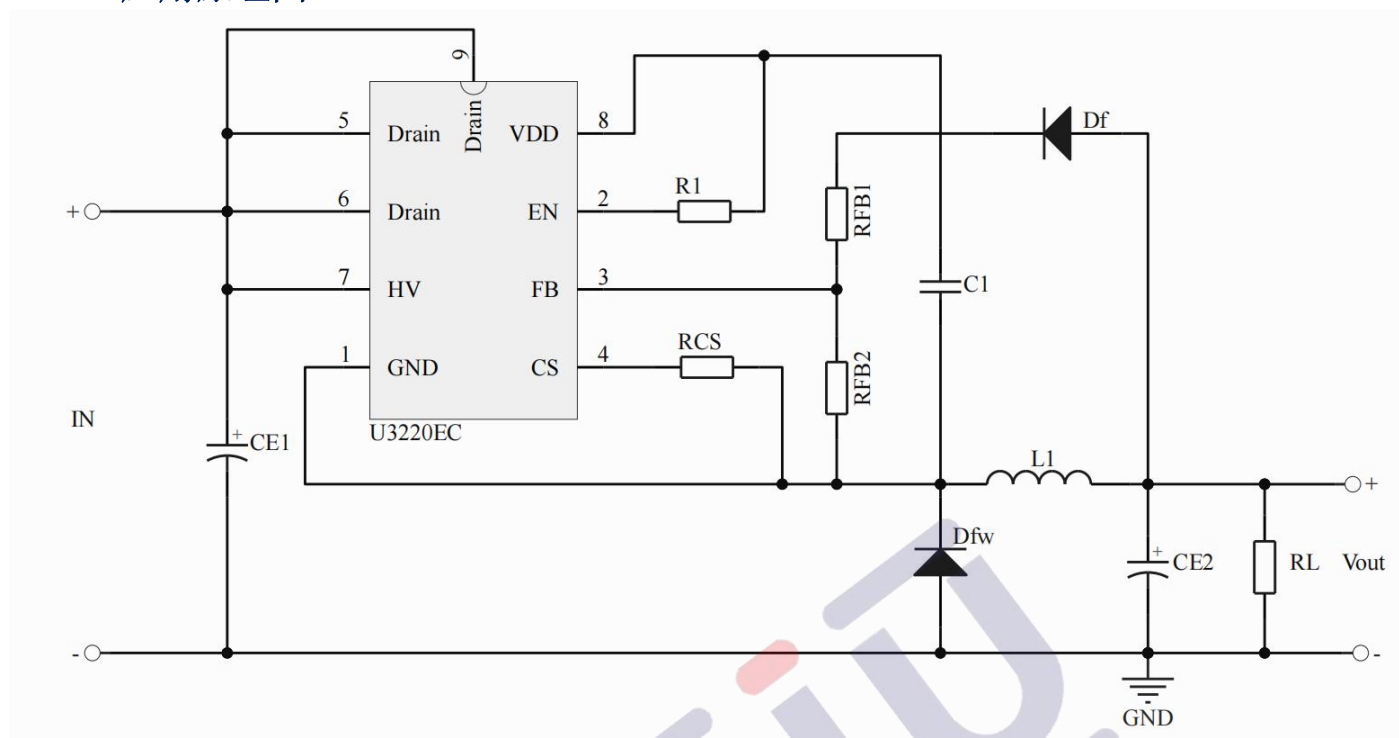 9
5 Drain
Drain
VDD 8
Df
+
6 Drain
EN 2
R1
RFB1
7 HV
FB 3
C1
1 GND
CS 4
RCS
RFB2
IN
+
CE1
U3220EC
L1
+
Dfw
+
CE2
RL
Vout
-
-
GND